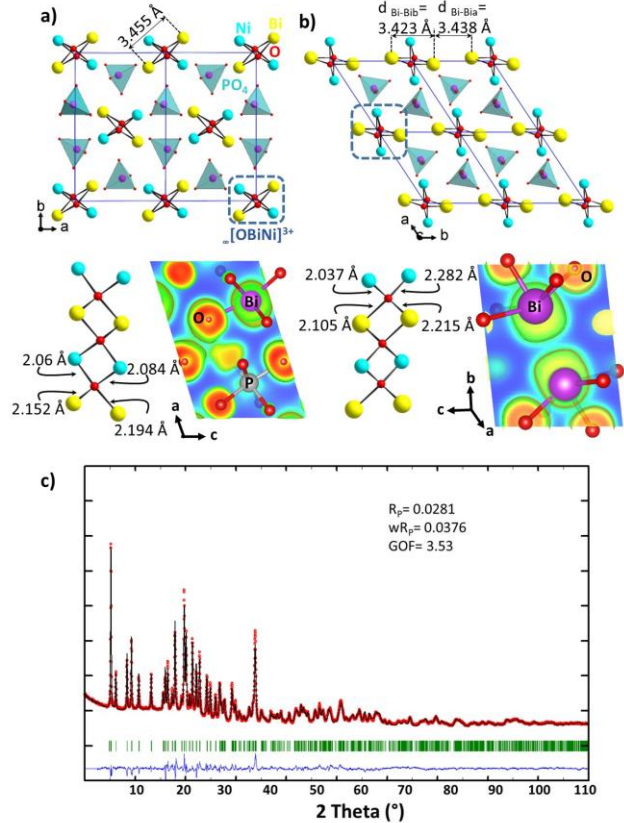 a)
Ni
Bi
O
3.455 Å
PO₄
b
a
∞[OBiNi]³⁺
b)
d Bi-Bib=
3.423 Å
d Bi-Bia=
3.438 Å
a
c
b
2.06 Å
2.084 Å
2.152 Å
2.194 Å
O
Bi
P
a
c
2.037 Å
2.282 Å
2.105 Å
2.215 Å
O
Bi
b
c
a
c)
Rₚ= 0.0281
wRₚ= 0.0376
GOF= 3.53
10 20 30 40 50 60 70 80 90 100 110
2 Theta (°)